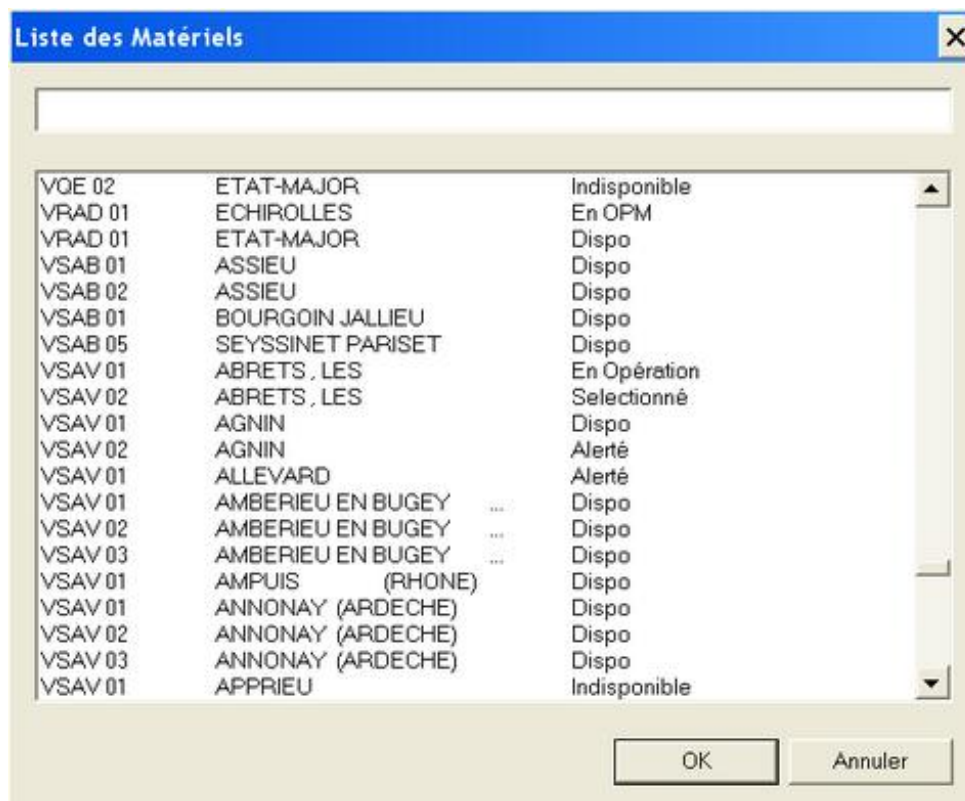 Liste des Matériels
VQE 02 ETAT-MAJOR Indisponible
VRAD 01 ECHIROLLES En OPM
VRAD 01 ETAT-MAJOR Dispo
VSAB 01 ASSIEU Dispo
VSAB 02 ASSIEU Dispo
VSAB 01 BOURGOIN JALLIEU Dispo
VSAB 05 SEYSSINET PARISET Dispo
VSAV 01 ABRETS , LES En Opération
VSAV 02 ABRETS , LES Selectionné
VSAV 01 AGNIN Dispo
VSAV 02 AGNIN Alerté
VSAV 01 ALLEVARD Alerté
VSAV 01 AMBERIEU EN BUGEY ... Dispo
VSAV 02 AMBERIEU EN BUGEY ... Dispo
VSAV 03 AMBERIEU EN BUGEY ... Dispo
VSAV 01 AMPUIS (RHONE) Dispo
VSAV 01 ANNONAY (ARDECHE) Dispo
VSAV 02 ANNONAY (ARDECHE) Dispo
VSAV 03 ANNONAY (ARDECHE) Dispo
VSAV 01 APPRIEU Indisponible
OK Annuler